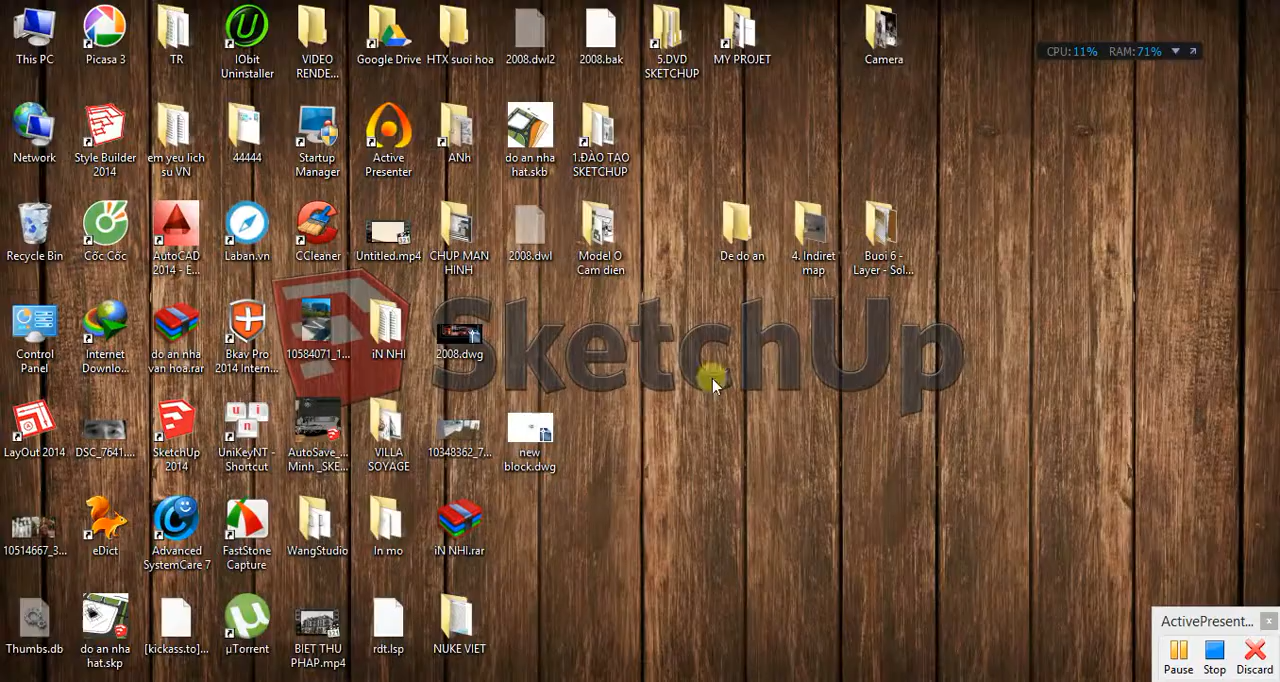 This PC
Picasa 3
TR
IObit
Uninstaller
VIDEO
RENDE...
Google Drive
HTX suoi hoa
2008.dwl2
2008.bak
5.DVD
SKETCHUP
MY PROJET
Camera
CPU: 11% RAM: 71%
Network
Style Builder
2014
em yeu lich
su VN
44444
Startup
Manager
Active
Presenter
ANh
do an nha
hat.skb
1.ĐÀO TẠO
SKETCHUP
Recycle Bin
Cốc Cốc
AutoCAD
2014 - E...
Laban.vn
CCleaner
Untitled.mp4
CHUP MAN
HINH
2008.dwl
Model O
Cam dien
De do an
4. Indiret
map
Buoi 6 -
Layer - Sol...
SketchUp
Control
Panel
Internet
Downlo...
do an nha
van hoa.rar
Bkav Pro
2014 Intern...
10584071_1...
iN NHI
2008.dwg
LayOut 2014
DSC_7641....
SketchUp
2014
u i
n
UniKeyNT -
Shortcut
AutoSave_...
Minh _SKE...
VILLA
SOYAGE
10348362_7...
new
block.dwg
10514667_3...
eDict
Advanced
SystemCare 7
FastStone
Capture
WangStudio
In mo
iN NHI.rar
Thumbs.db
do an nha
hat.skp
[kickass.to]...
µTorrent
BIET THU
PHAP.mp4
rdt.lsp
NUKE VIET
ActivePresent... x
Pause Stop Discard